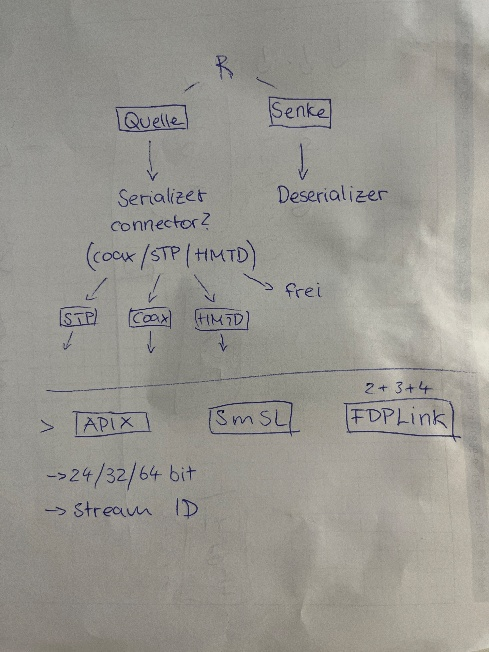 R
Quelle Senke
Serializer Deserializer
connector?
(coax/STP/HMTD)
frei
STP coax HMTD
2+3+4
> APIX SmSL FDPLink
→24/32/64 bit
→ Stream ID